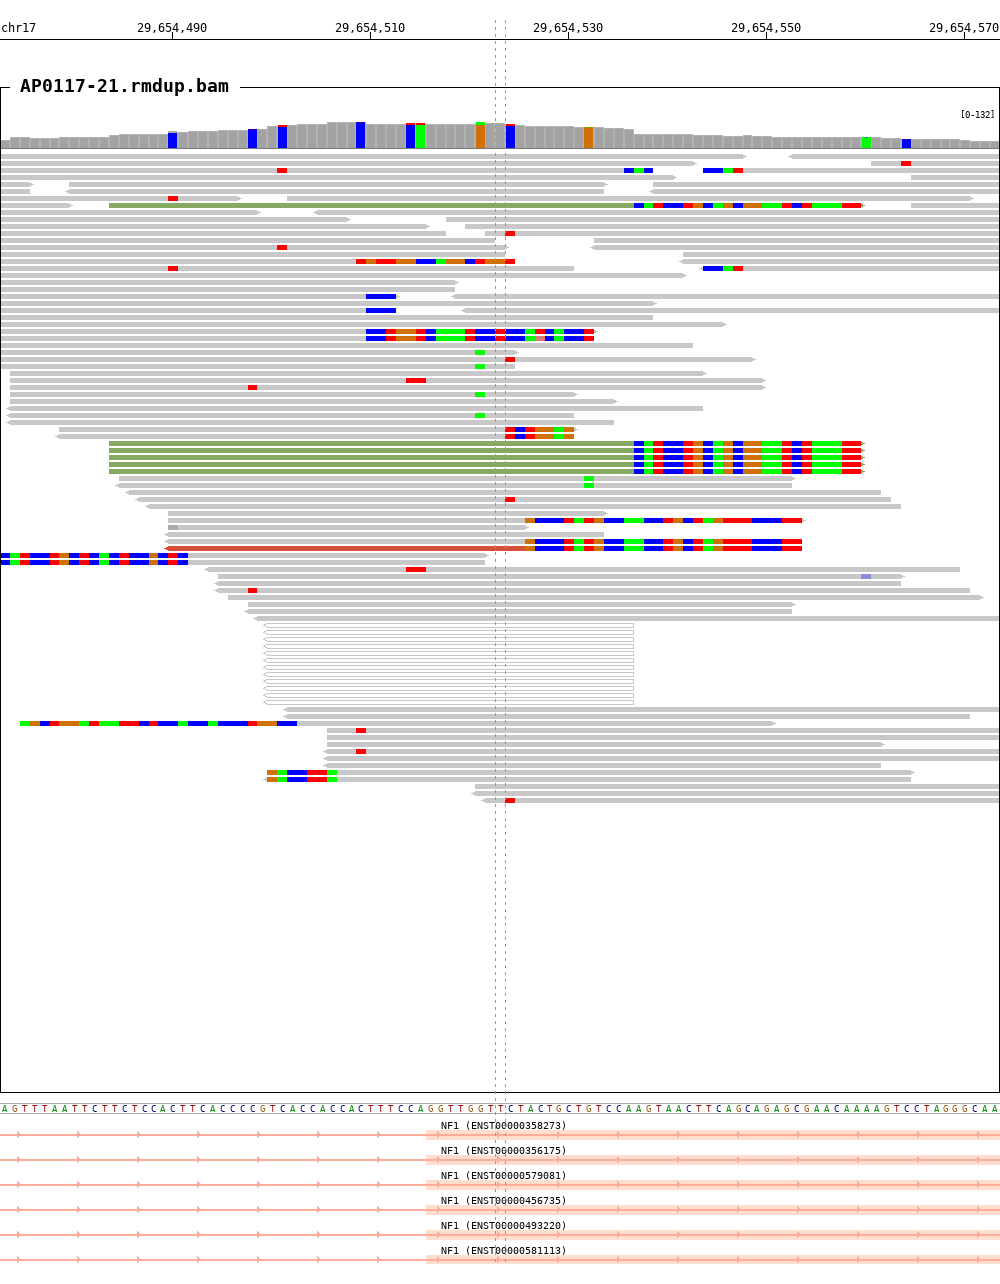 chr17 29,654,490 29,654,510 29,654,530 29,654,550 29,654,570
AP0117-21.rmdup.bam
[0-132]
A G T T T A A T T C T T C T C C A C T T C A C C C C G T C A C C A C C A C T T T C C A G G T T G G T T C T A C T G C T G T C C A A G T A A C T T C A G C A G A G C G A A C A A A A G T C C T A G G G C A A
NF1 (ENST00000358273)
NF1 (ENST00000356175)
NF1 (ENST00000579081)
NF1 (ENST00000456735)
NF1 (ENST00000493220)
NF1 (ENST00000581113)